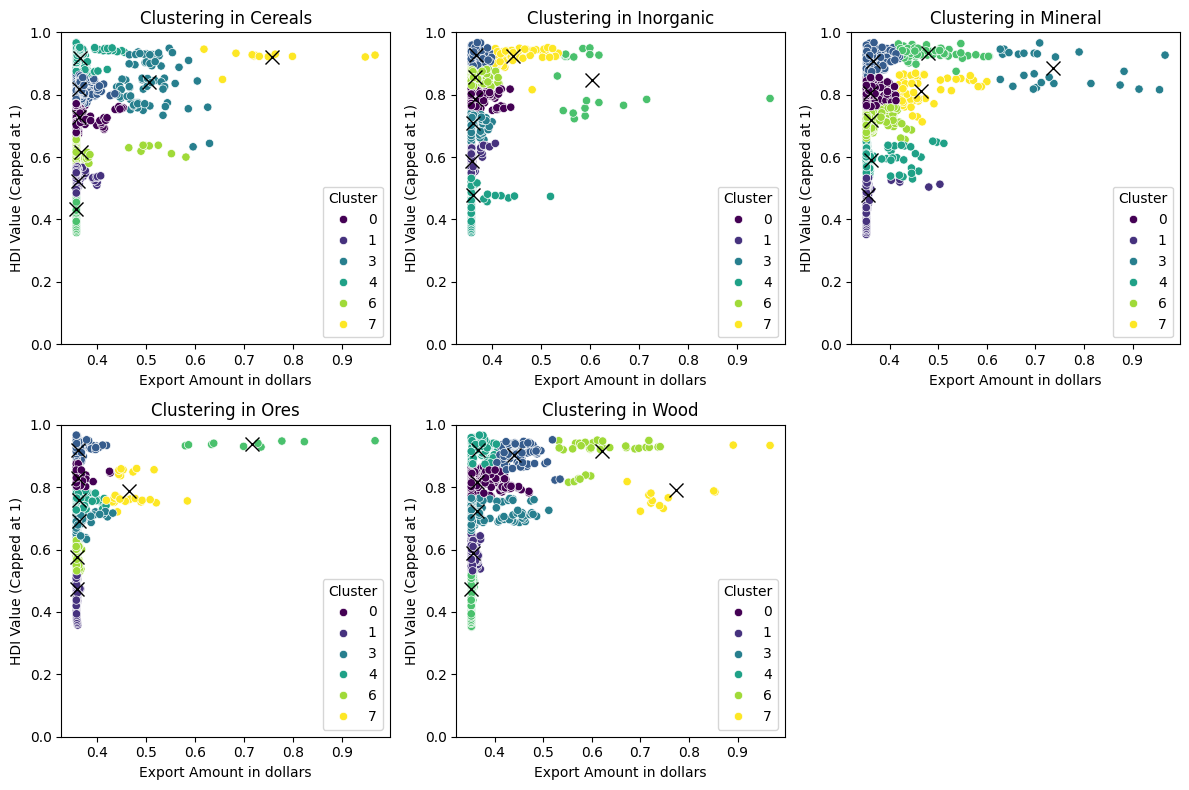 Clustering in Cereals
HDI Value (Capped at 1)
1.0
0.8
0.6
0.4
0.2
0.0
0.4 0.5 0.6 0.7 0.8 0.9
Export Amount in dollars
Cluster
0
1
3
4
6
7
Clustering in Inorganic
HDI Value (Capped at 1)
1.0
0.8
0.6
0.4
0.2
0.0
0.4 0.5 0.6 0.7 0.8 0.9
Export Amount in dollars
Cluster
0
1
3
4
6
7
Clustering in Mineral
HDI Value (Capped at 1)
1.0
0.8
0.6
0.4
0.2
0.0
0.4 0.5 0.6 0.7 0.8 0.9
Export Amount in dollars
Cluster
0
1
3
4
6
7
Clustering in Ores
HDI Value (Capped at 1)
1.0
0.8
0.6
0.4
0.2
0.0
0.4 0.5 0.6 0.7 0.8 0.9
Export Amount in dollars
Cluster
0
1
3
4
6
7
Clustering in Wood
HDI Value (Capped at 1)
1.0
0.8
0.6
0.4
0.2
0.0
0.4 0.5 0.6 0.7 0.8 0.9
Export Amount in dollars
Cluster
0
1
3
4
6
7